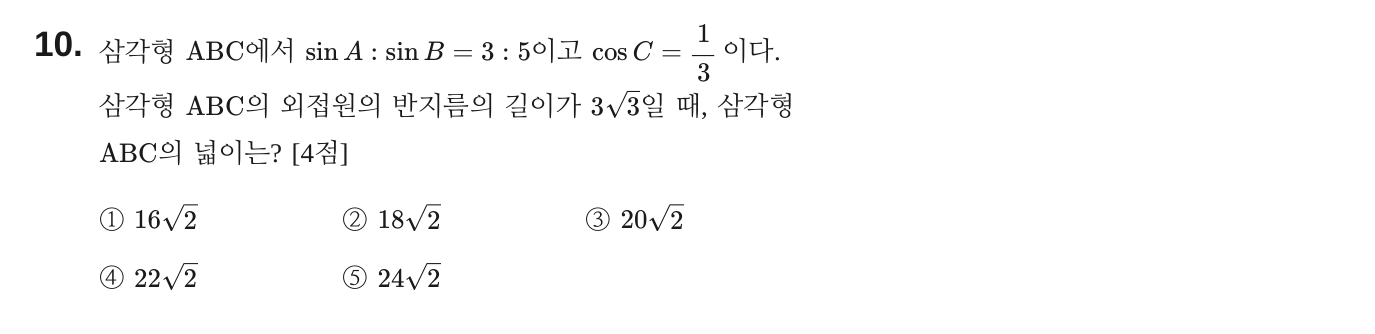 10. 삼각형 ABC에서 sin A : sin B = 3 : 5이고 cos C = 1/3 이다.
삼각형 ABC의 외접원의 반지름의 길이가 3√3일 때, 삼각형
ABC의 넓이는? [4점]
① 16√2 ② 18√2 ③ 20√2
④ 22√2 ⑤ 24√2